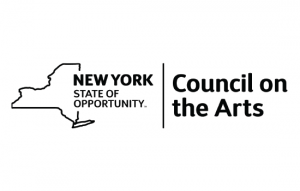 NEW YORK
STATE OF
OPPORTUNITY.
Council on
the Arts